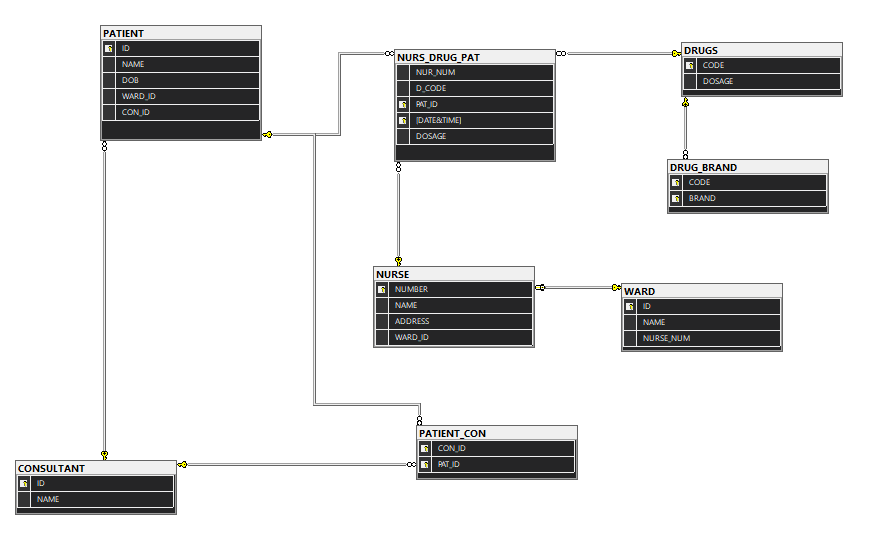 PATIENT
ID
NAME
DOB
WARD_ID
CON_ID
NURS_DRUG_PAT
NUR_NUM
D_CODE
PAT_ID
[DATE&TIME]
DOSAGE
DRUGS
CODE
DOSAGE
DRUG_BRAND
CODE
BRAND
NURSE
NUMBER
NAME
ADDRESS
WARD_ID
WARD
ID
NAME
NURSE_NUM
PATIENT_CON
CON_ID
PAT_ID
CONSULTANT
ID
NAME